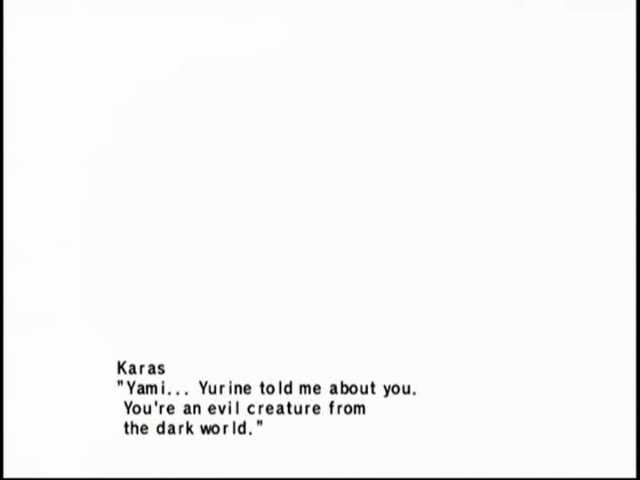 Karas
"Yami... Yurine told me about you.
You're an evil creature from
the dark world."